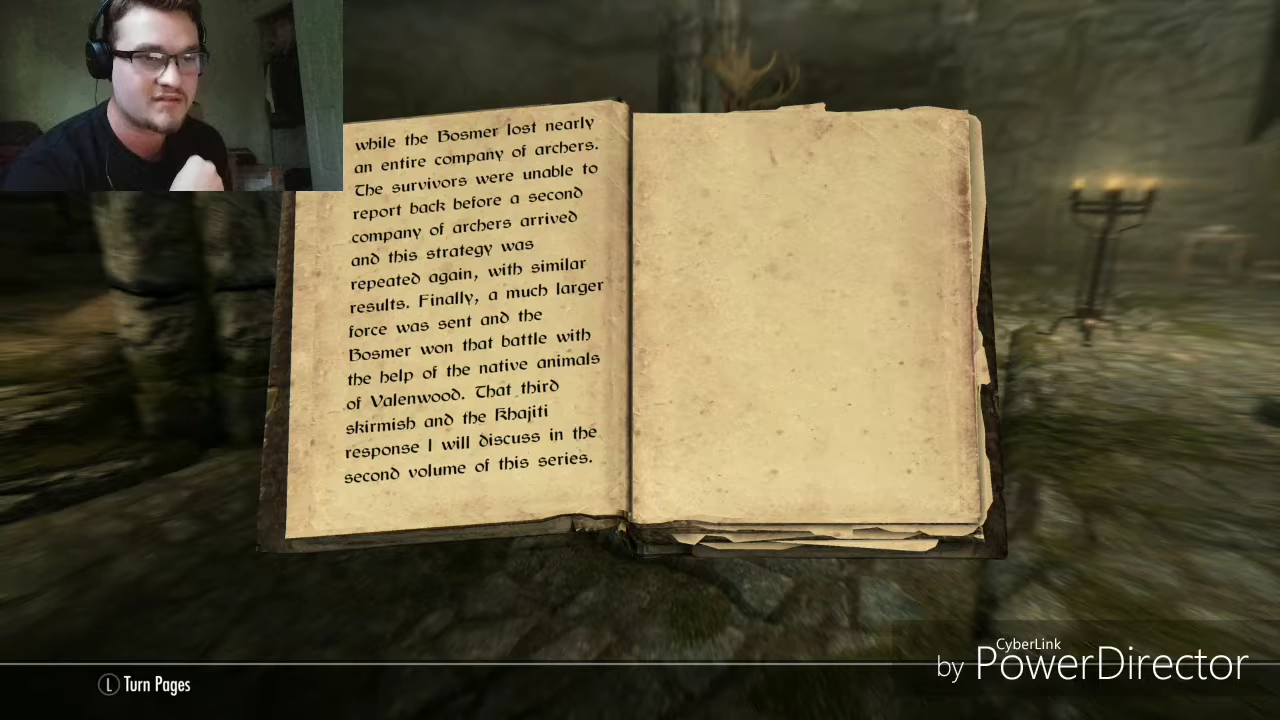 while the Bosmer lost nearly
an entire company of archers.
The survivors were unable to
report back before a second
company of archers arrived
and this strategy was
repeated again, with similar
results. Finally, a much larger
force was sent and the
Bosmer won that battle with
the help of the native animals
of Valenwood. That third
skirmish and the Khajiti
response I will discuss in the
second volume of this series.
L Turn Pages
CyberLink
by PowerDirector